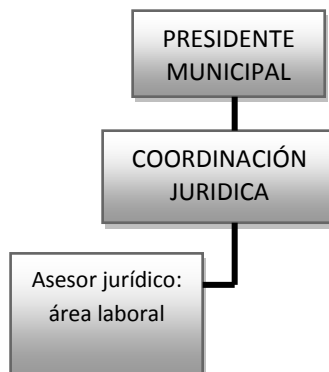 PRESIDENTE
MUNICIPAL
COORDINACIÓN
JURIDICA
Asesor jurídico:
área laboral